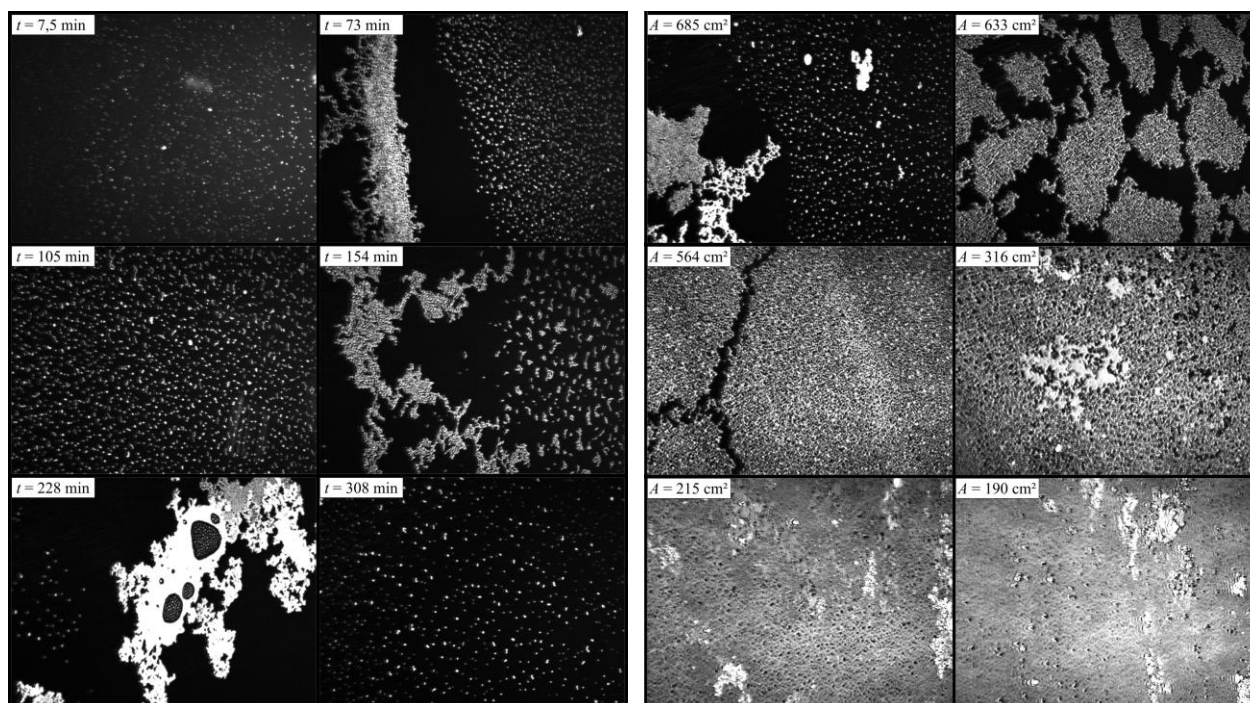 t = 7,5 min
t = 73 min
t = 105 min
t = 154 min
t = 228 min
t = 308 min
A = 685 cm²
A = 633 cm²
A = 564 cm²
A = 316 cm²
A = 215 cm²
A = 190 cm²